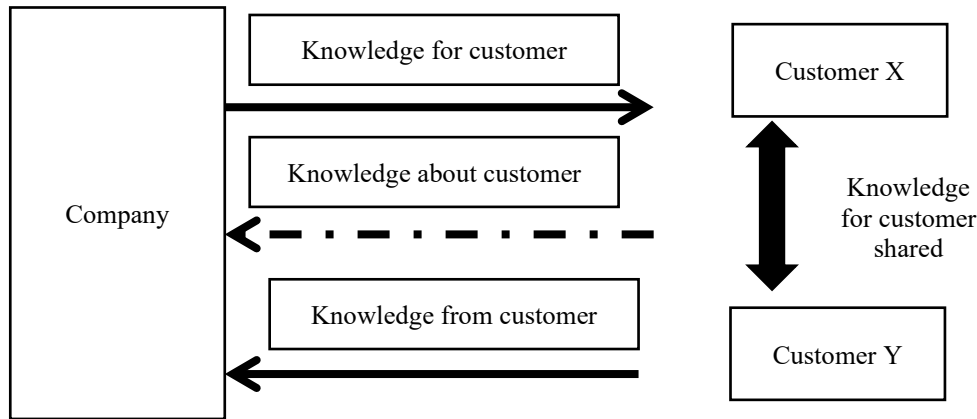 Knowledge for customer
Customer X
Knowledge about customer
Company
Knowledge
for customer
shared
Knowledge from customer
Customer Y